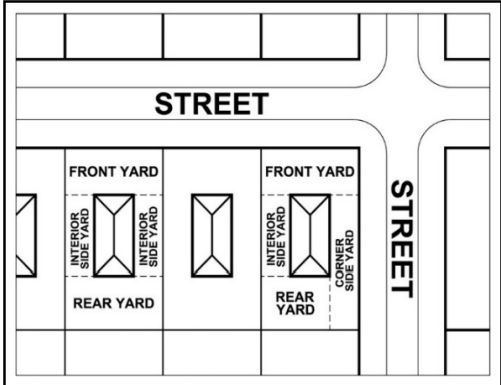 STREET
FRONT YARD
FRONT YARD
INTERIOR
SIDE YARD
INTERIOR
SIDE YARD
INTERIOR
SIDE YARD
CORNER
SIDE YARD
STREET
REAR YARD
REAR
YARD